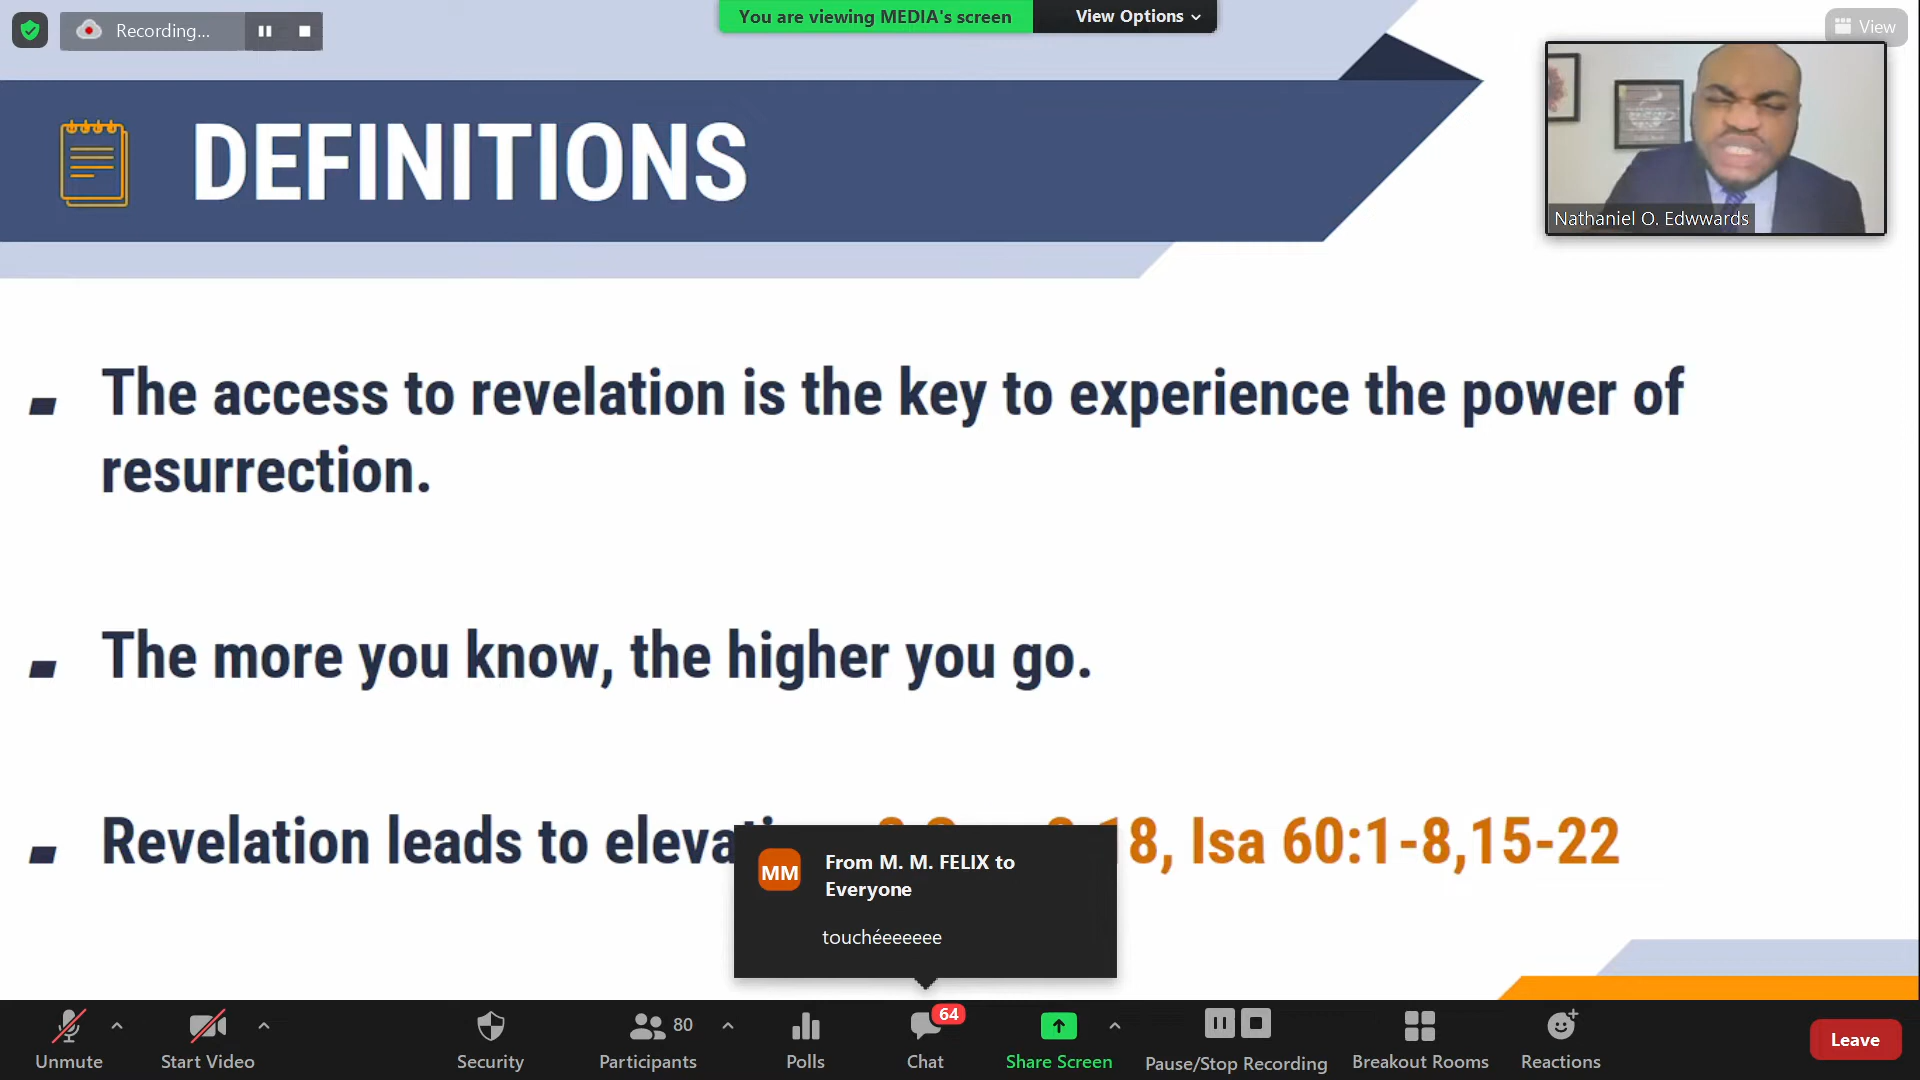 Recording...
You are viewing MEDIA's screen
View Options
View
DEFINITIONS
Nathaniel O. Edwwards
The access to revelation is the key to experience the power of
resurrection.
The more you know, the higher you go.
Revelation leads to 18, Isa 60:1-8,15-22
MM
From M. M. FELIX to
Everyone
touchéeeeeee
Unmute
Start Video
Security
80
Participants
Polls
64
Chat
Share Screen
Pause/Stop Recording
Breakout Rooms
Reactions
Leave